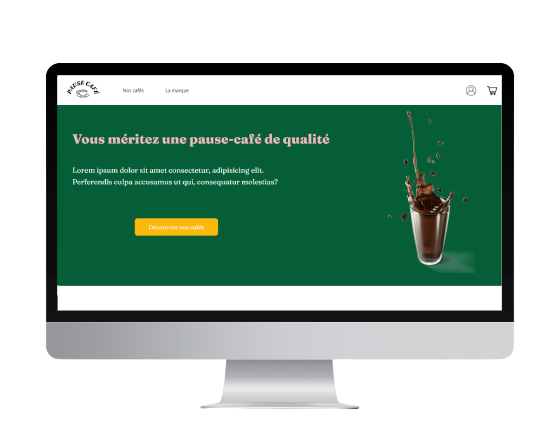 PAUSE CAFÉ
Nos cafés
La marque
Vous méritez une pause-café de qualité
Lorem ipsum dolor sit amet consectetur, adipisicing elit.
Perferendis culpa accusamus ut qui, consequatur molestias?
Découvrez nos cafés